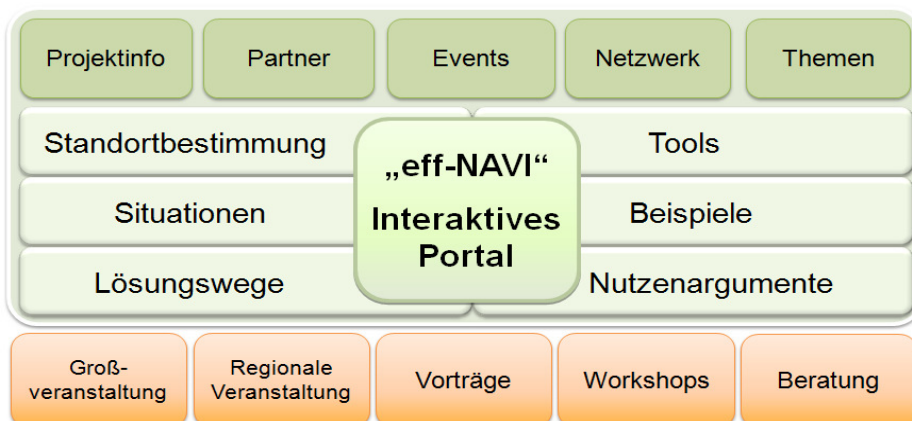 Projektinfo
Partner
Events
Netzwerk
Themen
Standortbestimmung
Tools
Situationen
Beispiele
Lösungswege
Nutzenargumente
„eff-NAVI“
Interaktives
Portal
Groß-
veranstaltung
Regionale
Veranstaltung
Vorträge
Workshops
Beratung